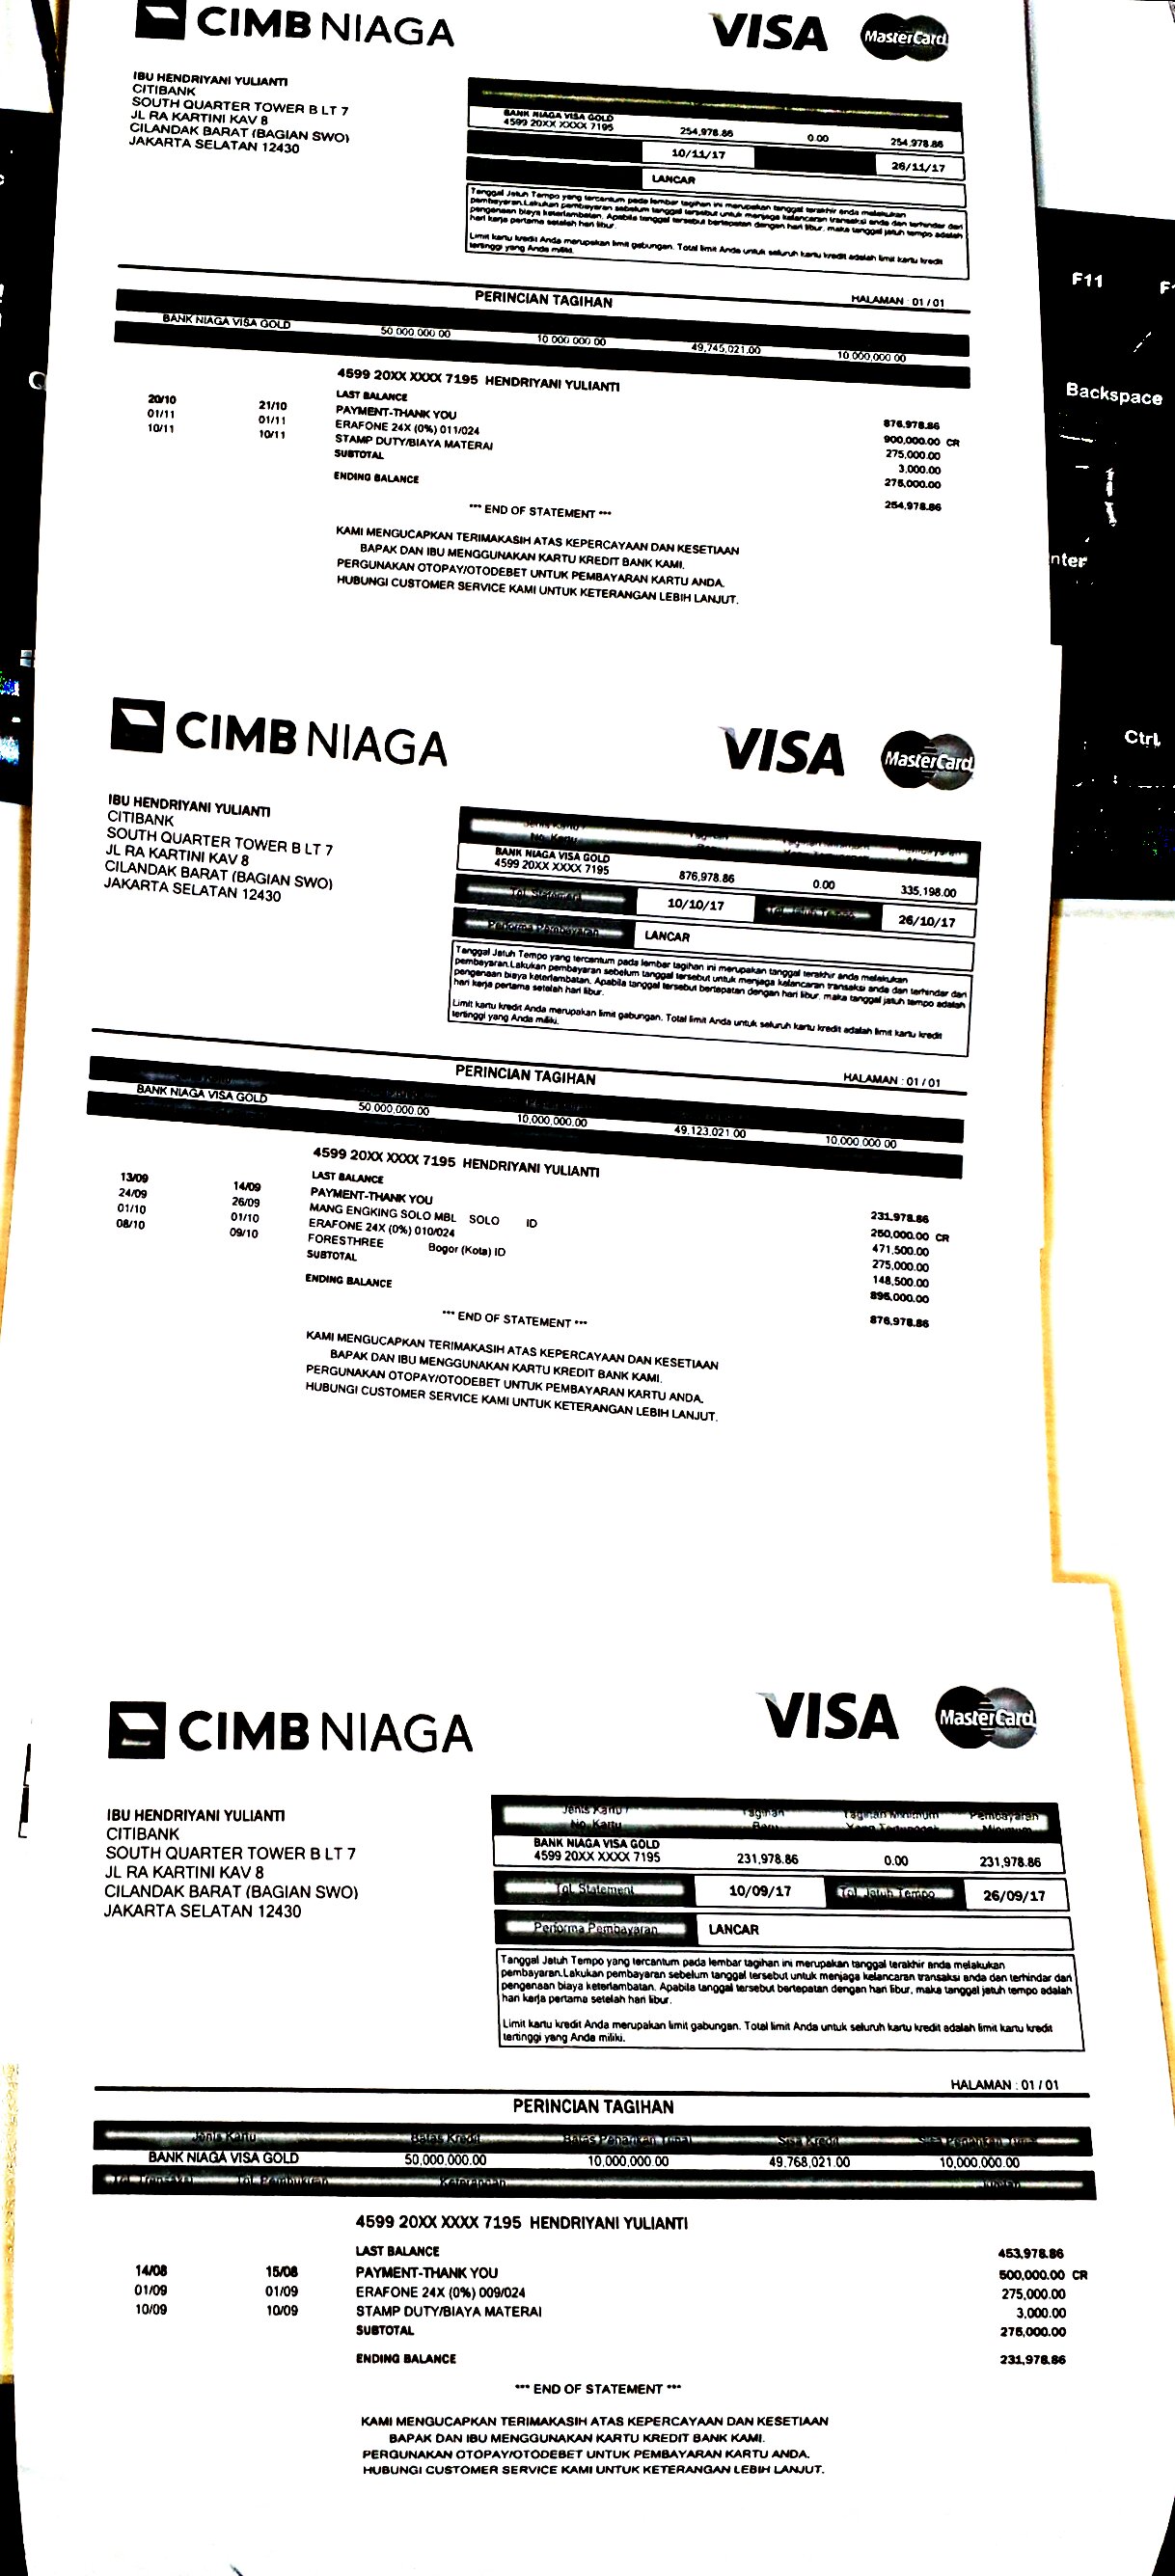 CIMB NIAGA
VISA MasterCard
IBU HENDRIYANI YULIANTI
CITIBANK
SOUTH QUARTER TOWER B LT 7
JL RA KARTINI KAV 8
CILANDAK BARAT (BAGIAN SWO)
JAKARTA SELATAN 12430
BANK NIAGA VISA GOLD
4599 20XX XXXX 7195 254,978.86 0.00 254,978.86
10/11/17 26/11/17
LANCAR
Tanggal Jatuh Tempo yang tercantum pada lembar tagihan ini merupakan tanggal terakhir anda melakukan
pembayaran.Lakukan pembayaran sebelum tanggal tersebut untuk menjaga kelancaran transaksi anda dan terhindar dari
pengenaan biaya keterlambatan. Apabila tanggal tersebut bertepatan dengan hari libur, maka tanggal jatuh tempo adalah
hari kerja pertama setelah hari libur.
Limit kartu kredit Anda merupakan limit gabungan. Total limit Anda untuk seluruh kartu kredit adalah limit kartu kredit
tertinggi yang Anda miliki.
PERINCIAN TAGIHAN HALAMAN : 01 / 01
BANK NIAGA VISA GOLD 50 000,000 00 10 000 000 00 49,745,021.00 10,000,000 00
4599 20XX XXXX 7195 HENDRIYANI YULIANTI
LAST BALANCE 876,978.86
20/10 21/10 PAYMENT-THANK YOU 900,000.00 CR
01/11 01/11 ERAFONE 24X (0%) 011/024 275,000.00
10/11 10/11 STAMP DUTY/BIAYA MATERAI 3,000.00
SUBTOTAL 278,000.00
ENDING BALANCE 254,978.86
*** END OF STATEMENT ***
KAMI MENGUCAPKAN TERIMAKASIH ATAS KEPERCAYAAN DAN KESETIAAN
BAPAK DAN IBU MENGGUNAKAN KARTU KREDIT BANK KAMI.
PERGUNAKAN OTOPAY/OTODEBET UNTUK PEMBAYARAN KARTU ANDA.
HUBUNGI CUSTOMER SERVICE KAMI UNTUK KETERANGAN LEBIH LANJUT.
F11
Backspace
nter
Ctrl
CIMB NIAGA
VISA MasterCard
IBU HENDRIYANI YULIANTI
CITIBANK
SOUTH QUARTER TOWER B LT 7
JL RA KARTINI KAV 8
CILANDAK BARAT (BAGIAN SWO)
JAKARTA SELATAN 12430
No. Kartu
BANK NIAGA VISA GOLD
4599 20XX XXXX 7195 876,978.86 0.00 335,198.00
Tgl. Statement 10/10/17 Tgl. Jatuh Tempo 26/10/17
Performa Pembayaran LANCAR
Tanggal Jatuh Tempo yang tercantum pada lembar tagihan ini merupakan tanggal terakhir anda melakukan
pembayaran.Lakukan pembayaran sebelum tanggal tersebut untuk menjaga kelancaran transaksi anda dan terhindar dari
pengenaan biaya keterlambatan. Apabila tanggal tersebut bertepatan dengan hari libur, maka tanggal jatuh tempo adalah
hari kerja pertama setelah hari libur.
Limit kartu kredit Anda merupakan limit gabungan. Total limit Anda untuk seluruh kartu kredit adalah limit kartu kredit
tertinggi yang Anda miliki.
PERINCIAN TAGIHAN HALAMAN : 01 / 01
BANK NIAGA VISA GOLD 50 000,000.00 10,000,000.00 49,123,021 00 10,000,000 00
4599 20XX XXXX 7195 HENDRIYANI YULIANTI
LAST BALANCE 231,978.86
13/09 14/09 PAYMENT-THANK YOU 250,000.00 CR
24/09 26/09 MANG ENGKING SOLO MBL SOLO ID 471,500.00
01/10 01/10 ERAFONE 24X (0%) 010/024 275,000.00
08/10 09/10 FORESTHREE Bogor (Kota) ID 148,500.00
SUBTOTAL 895,000.00
ENDING BALANCE 876,978.86
*** END OF STATEMENT ***
KAMI MENGUCAPKAN TERIMAKASIH ATAS KEPERCAYAAN DAN KESETIAAN
BAPAK DAN IBU MENGGUNAKAN KARTU KREDIT BANK KAMI.
PERGUNAKAN OTOPAY/OTODEBET UNTUK PEMBAYARAN KARTU ANDA.
HUBUNGI CUSTOMER SERVICE KAMI UNTUK KETERANGAN LEBIH LANJUT.
CIMB NIAGA
VISA MasterCard
IBU HENDRIYANI YULIANTI
CITIBANK
SOUTH QUARTER TOWER B LT 7
JL RA KARTINI KAV 8
CILANDAK BARAT (BAGIAN SWO)
JAKARTA SELATAN 12430
Jenis Kartu / Tagihan Tagihan Minimum Pembayaran
No. Kartu Baru Yang Tertunggak Minimum
BANK NIAGA VISA GOLD
4599 20XX XXXX 7195 231,978.86 0.00 231,978.86
Tgl. Statement 10/09/17 Tgl. Jatuh Tempo 26/09/17
Performa Pembayaran LANCAR
Tanggal Jatuh Tempo yang tercantum pada lembar tagihan ini merupakan tanggal terakhir anda melakukan
pembayaran.Lakukan pembayaran sebelum tanggal tersebut untuk menjaga kelancaran transaksi anda dan terhindar dari
pengenaan biaya keterlambatan. Apabila tanggal tersebut bertepatan dengan hari libur, maka tanggal jatuh tempo adalah
hari kerja pertama setelah hari libur.
Limit kartu kredit Anda merupakan limit gabungan. Total limit Anda untuk seluruh kartu kredit adalah limit kartu kredit
tertinggi yang Anda miliki.
HALAMAN : 01 / 01
PERINCIAN TAGIHAN
Jenis Kartu Batas Kredit Batas Penarikan Tunai Sisa Kredit Sisa Penarikan Tunai
BANK NIAGA VISA GOLD 50,000,000.00 10,000,000.00 49,768,021.00 10,000,000.00
Tgl. Transaksi Tgl. Pembukuan Keterangan
4599 20XX XXXX 7195 HENDRIYANI YULIANTI
LAST BALANCE 453,978.86
14/08 15/08 PAYMENT-THANK YOU 500,000.00 CR
01/09 01/09 ERAFONE 24X (0%) 009/024 275,000.00
10/09 10/09 STAMP DUTY/BIAYA MATERAI 3,000.00
SUBTOTAL 278,000.00
ENDING BALANCE 231,978.86
*** END OF STATEMENT ***
KAMI MENGUCAPKAN TERIMAKASIH ATAS KEPERCAYAAN DAN KESETIAAN
BAPAK DAN IBU MENGGUNAKAN KARTU KREDIT BANK KAMI.
PERGUNAKAN OTOPAY/OTODEBET UNTUK PEMBAYARAN KARTU ANDA.
HUBUNGI CUSTOMER SERVICE KAMI UNTUK KETERANGAN LEBIH LANJUT.